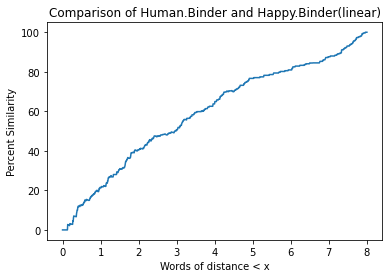 Comparison of Human.Binder and Happy.Binder(linear)
100
80
60
40
20
0
Percent Similarity
0 1 2 3 4 5 6 7 8
Words of distance < x